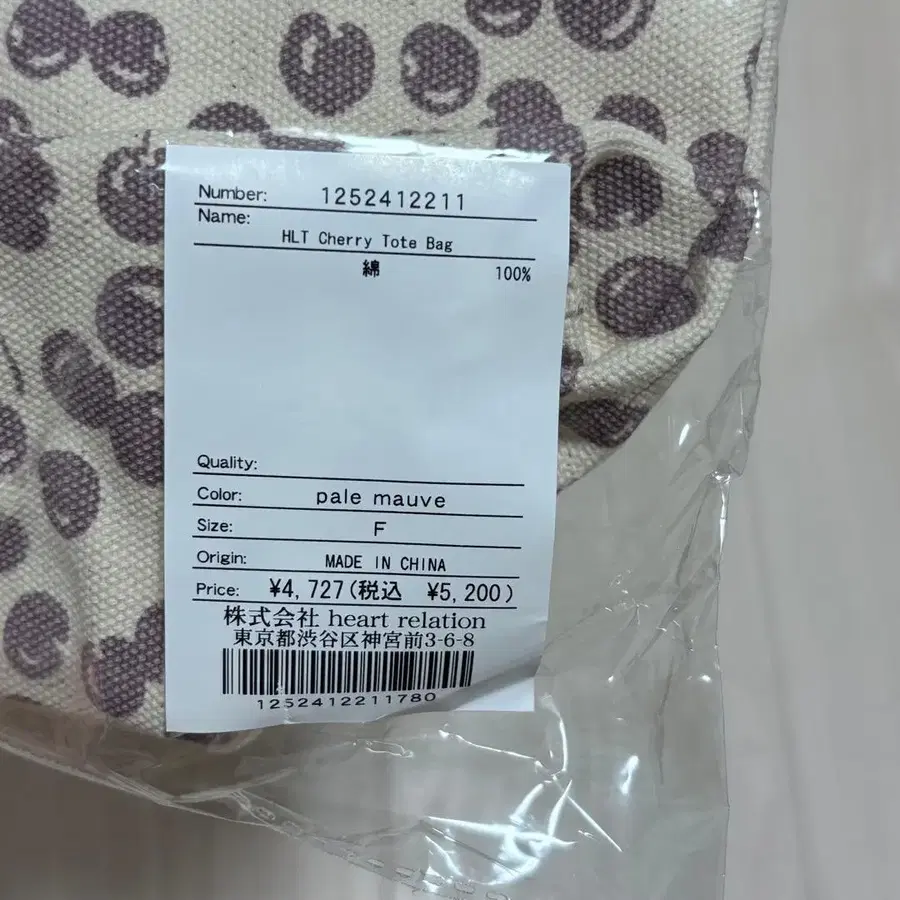 Number: 1252412211
Name:
HLT Cherry Tote Bag
綿 100%
Quality:
Color: pale mauve
Size: F
Origin: MADE IN CHINA
Price: ¥4,727(税込 ¥5,200)
株式会社 heart relation
東京都渋谷区神宮前3-6-8
1252412211780